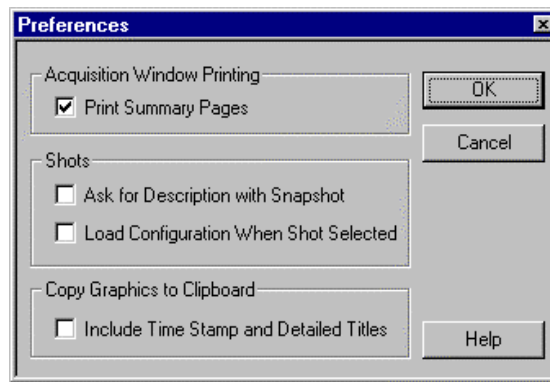 Preferences
Acquisition Window Printing
Print Summary Pages
OK
Cancel
Shots
Ask for Description with Snapshot
Load Configuration When Shot Selected
Copy Graphics to Clipboard
Include Time Stamp and Detailed Titles
Help